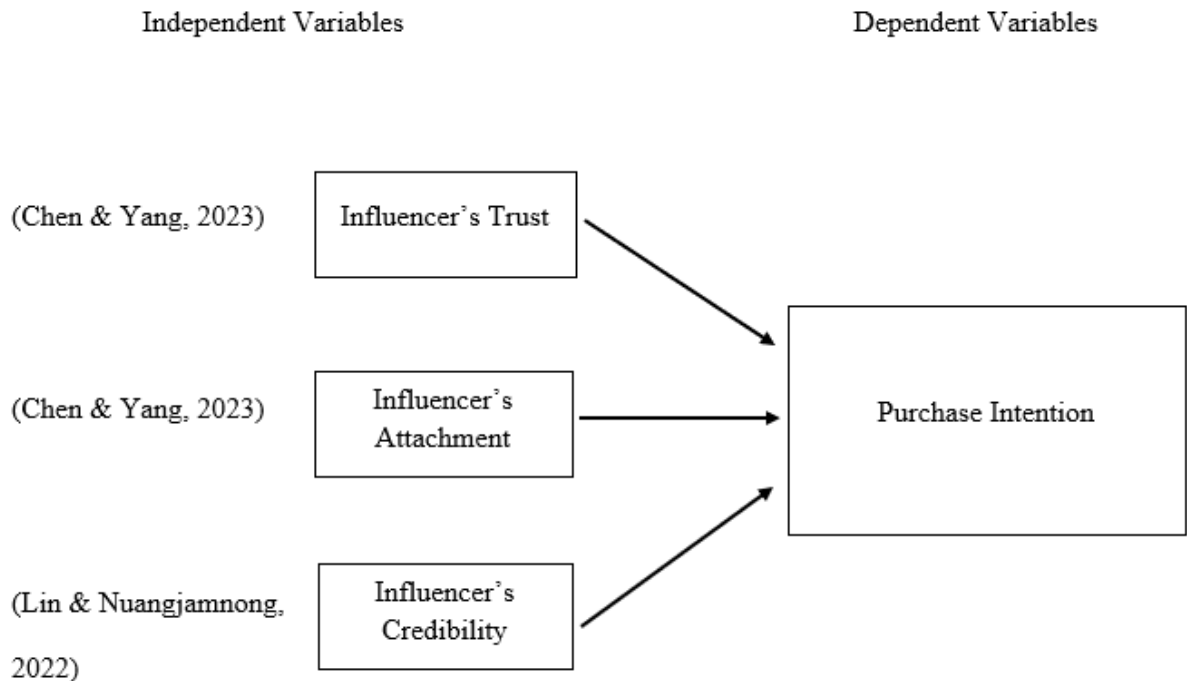 Independent Variables
Dependent Variables
(Chen & Yang, 2023)
Influencer’s Trust
(Chen & Yang, 2023)
Influencer’s
Attachment
Purchase Intention
(Lin & Nuangjamnong,
2022)
Influencer’s
Credibility